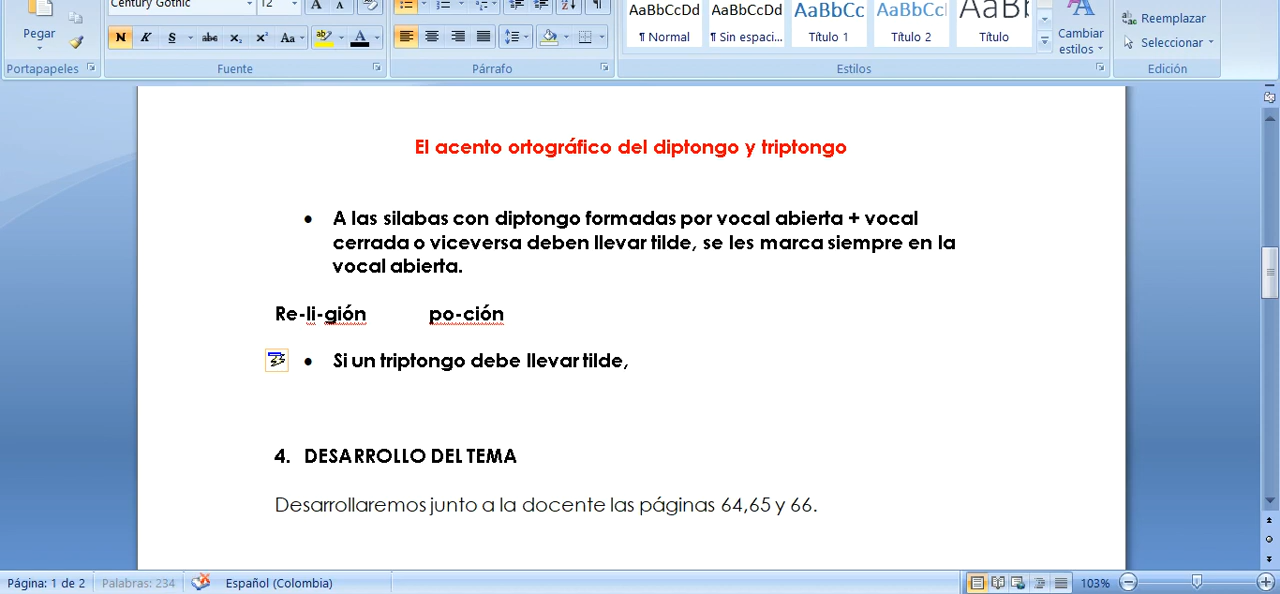 Century Gothic 12 A A
Pegar N K S abe X₂ X² Aa A
AaBbCcDd AaBbCcDd AaBbCc AaBbCc AaB
¶ Normal ¶ Sin espaci... Título 1 Título 2 Título
Cambiar estilos
Reemplazar
Seleccionar
Portapapeles Fuente Párrafo Estilos Edición
El acento ortográfico del diptongo y triptongo
• A las silabas con diptongo formadas por vocal abierta + vocal
cerrada o viceversa deben llevar tilde, se les marca siempre en la
vocal abierta.
Re-li-gión po-ción
• Si un triptongo debe llevar tilde,
4. DESARROLLO DEL TEMA
Desarrollaremos junto a la docente las páginas 64,65 y 66.
Página: 1 de 2 Palabras: 234 Español (Colombia) 103%